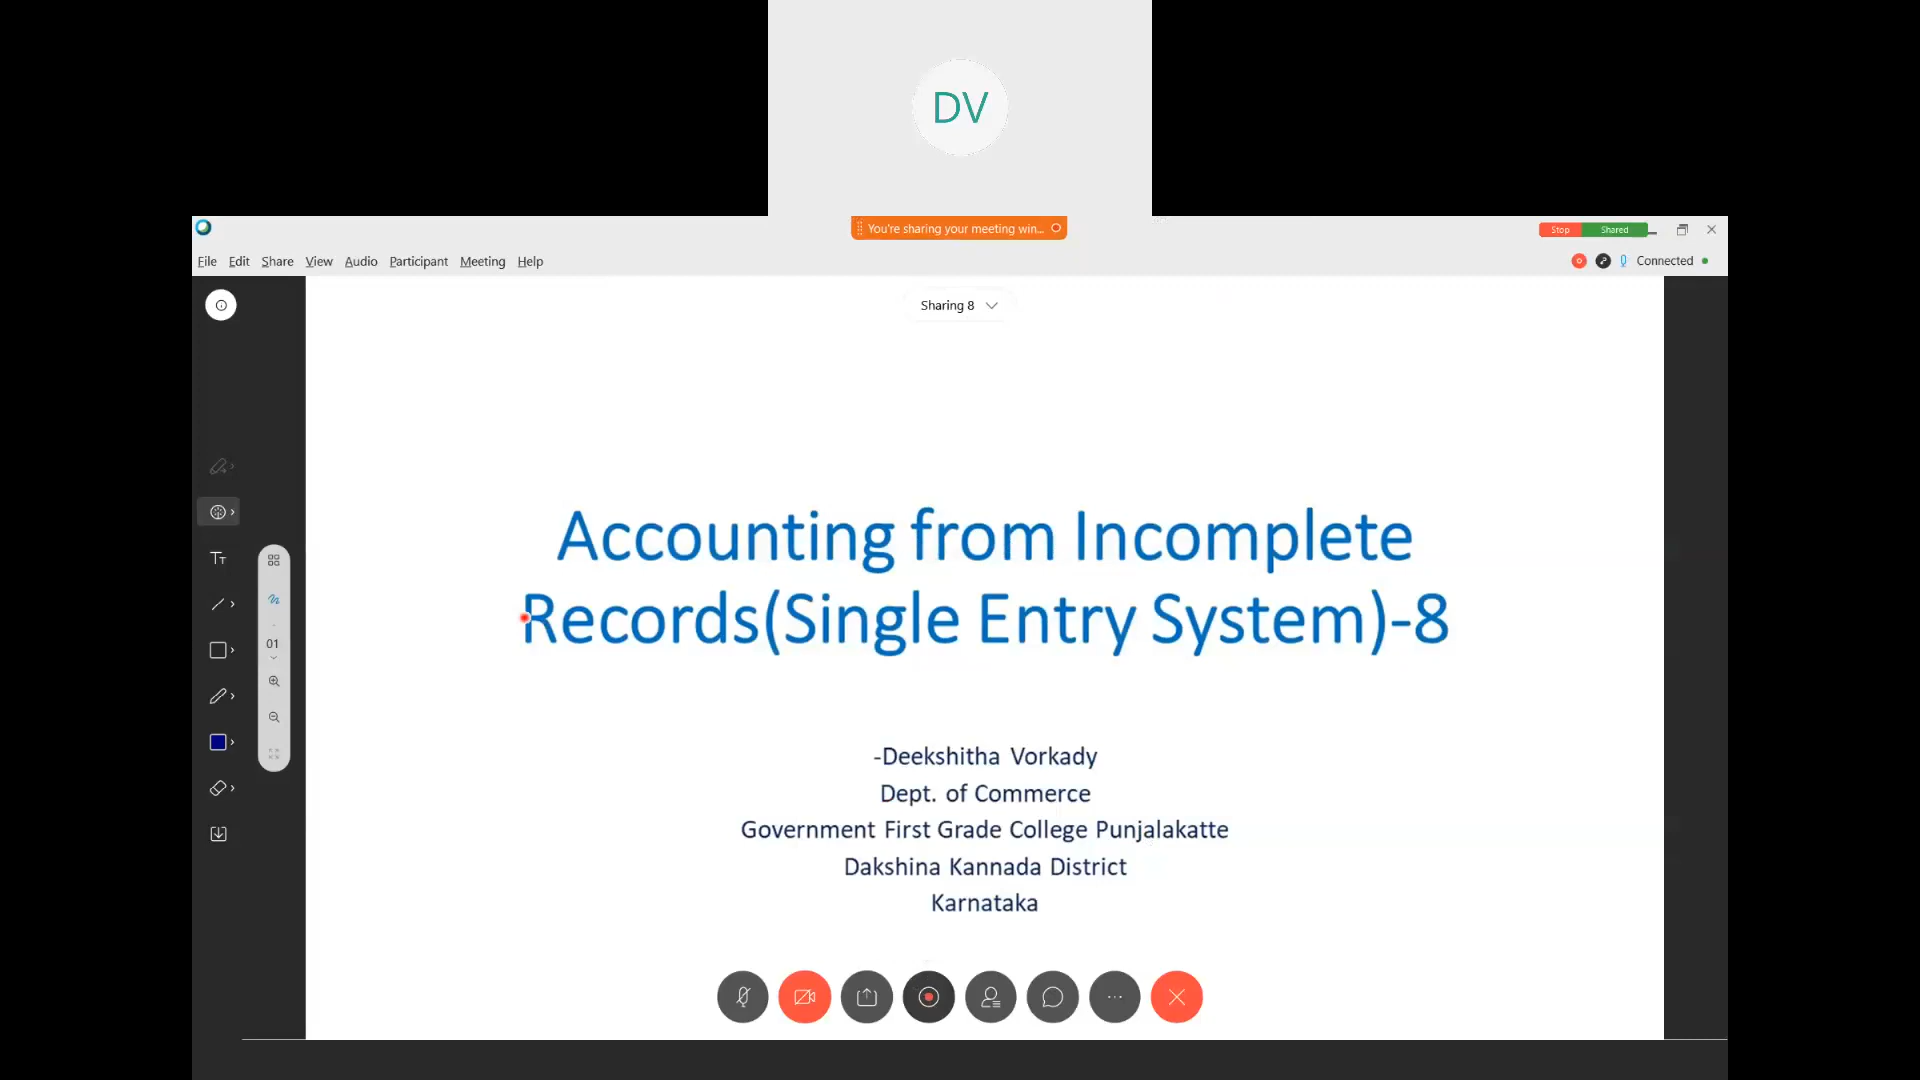 DV
You're sharing your meeting win...
Stop Shared
File Edit Share View Audio Participant Meeting Help
Connected
Sharing 8
Accounting from Incomplete
Records(Single Entry System)-8
01
-Deekshitha Vorkady
Dept. of Commerce
Government First Grade College Punjalakatte
Dakshina Kannada District
Karnataka